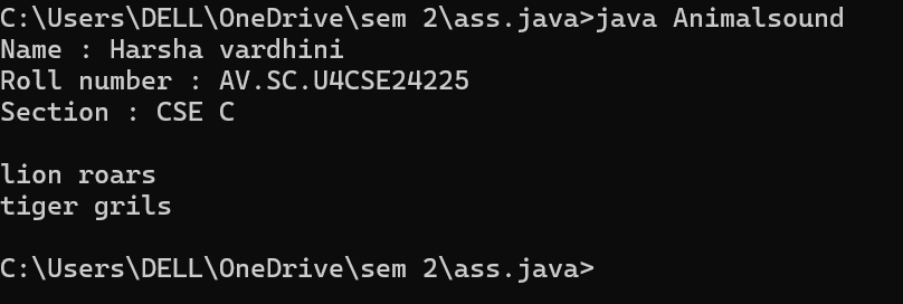 C:\Users\DELL\OneDrive\sem 2\ass.java>java Animalsound
Name : Harsha vardhini
Roll number : AV.SC.U4CSE24225
Section : CSE C
lion roars
tiger grils
C:\Users\DELL\OneDrive\sem 2\ass.java>